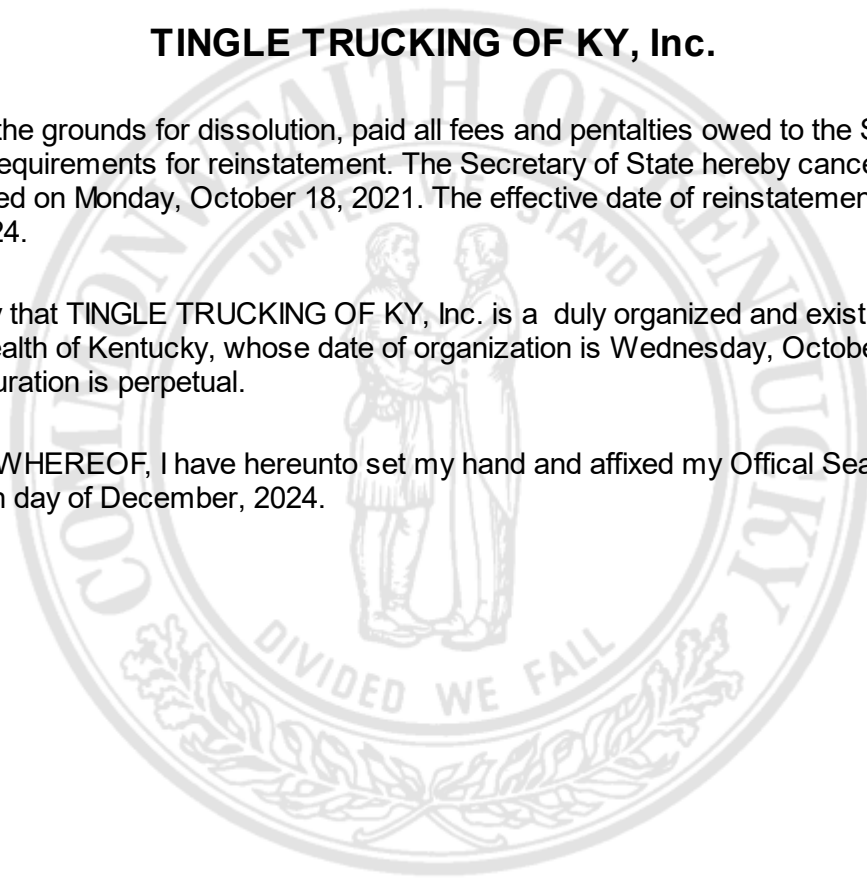 TINGLE TRUCKING OF KY, Inc.
the grounds for dissolution, paid all fees and pentalties owed to the S
equirements for reinstatement. The Secretary of State hereby cance
ed on Monday, October 18, 2021. The effective date of reinstatemen
24.
y that TINGLE TRUCKING OF KY, Inc. is a  duly organized and exist
ealth of Kentucky, whose date of organization is Wednesday, Octobe
uration is perpetual.
WHEREOF, I have hereunto set my hand and affixed my Offical Sea
h day of December, 2024.
COMMONWEALTH OF KENTUCKY
UNITED WE STAND
DIVIDED WE FALL